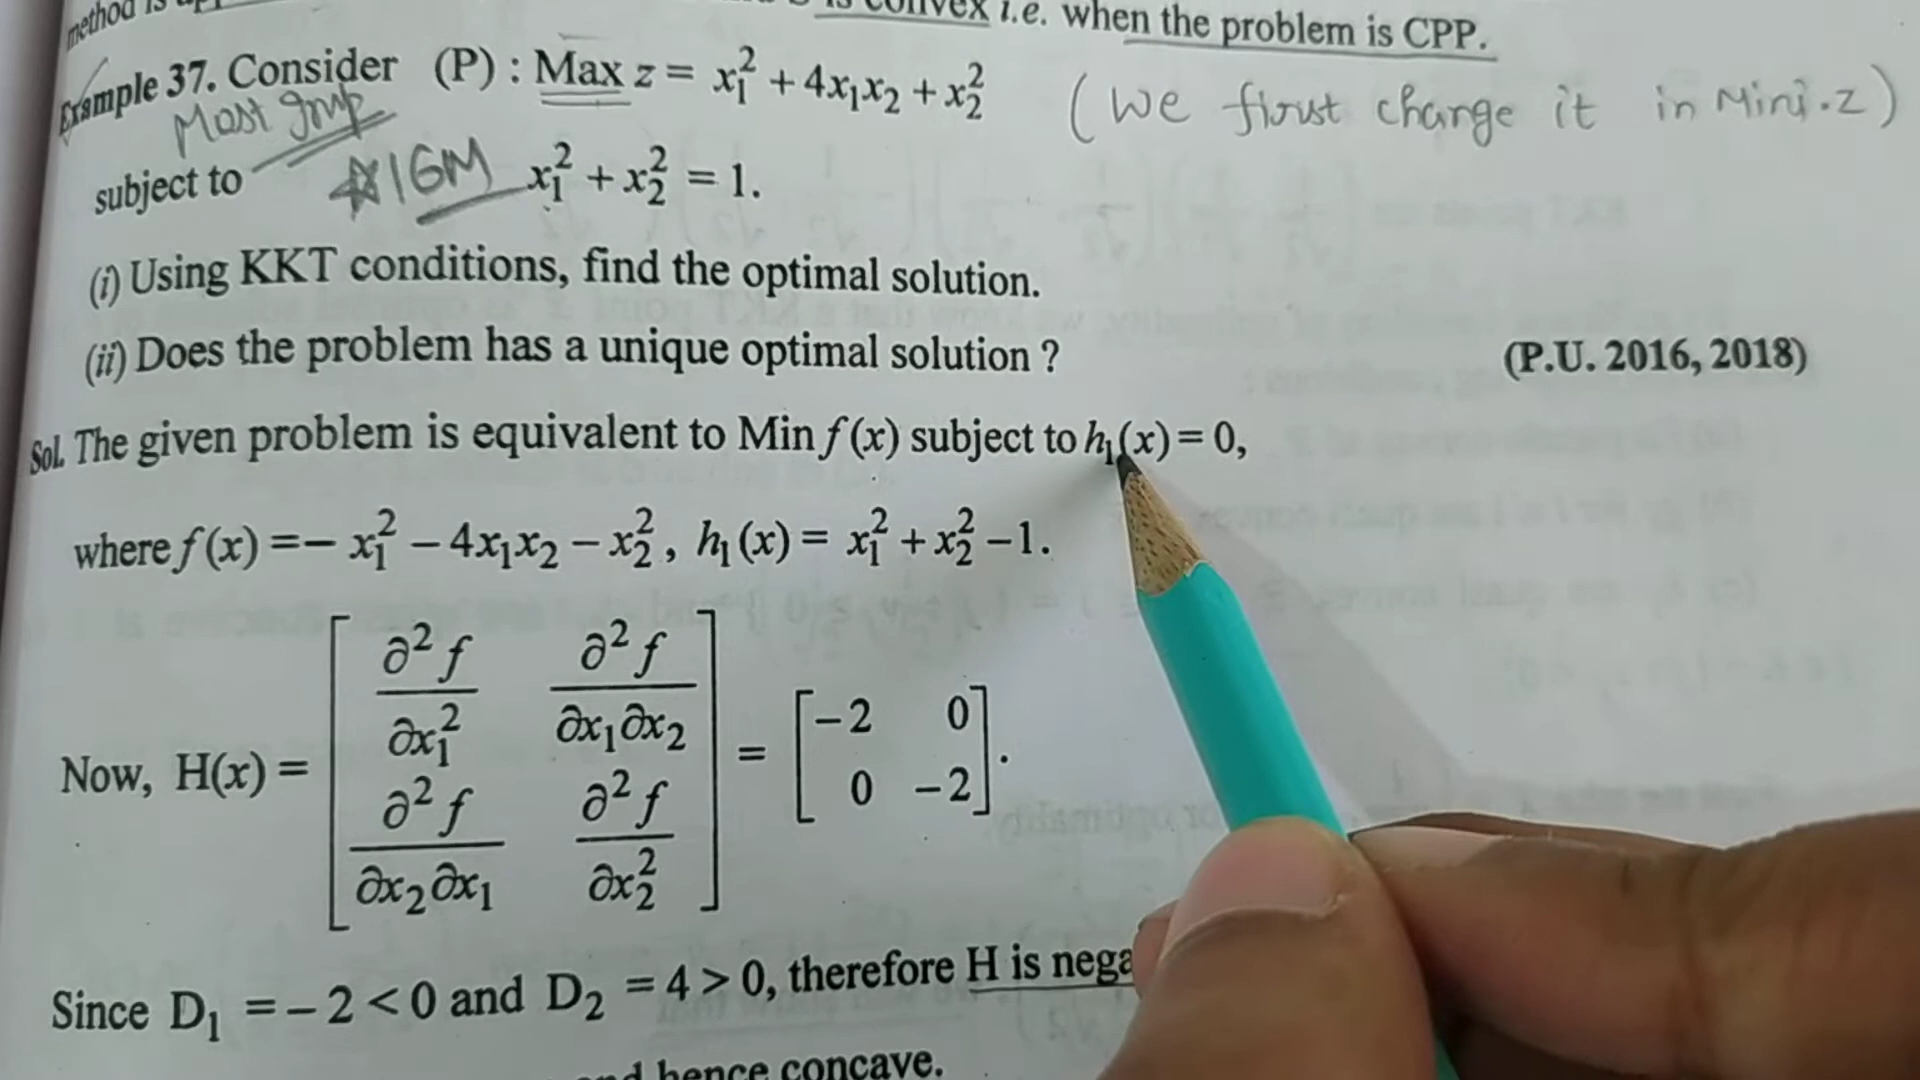 method is
is convex i.e. when the problem is CPP.
Example 37. Consider (P) : Max z = x₁² + 4x₁x₂ + x₂² (We first change it in Mini.z)
Most Imp
subject to ☆ IGM x₁² + x₂² = 1.
(i) Using KKT conditions, find the optimal solution.
(ii) Does the problem has a unique optimal solution ? (P.U. 2016, 2018)
Sol. The given problem is equivalent to Min f(x) subject to h₁(x) = 0,
where f(x) = − x₁² − 4x₁x₂ − x₂², h₁(x) = x₁² + x₂² − 1.
Now, H(x) = [∂²f/∂x₁² ∂²f/∂x₁∂x₂ ; ∂²f/∂x₂∂x₁ ∂²f/∂x₂²] = [−2 0 ; 0 −2].
Since D₁ = − 2 < 0 and D₂ = 4 > 0, therefore H is nega
and hence concave.